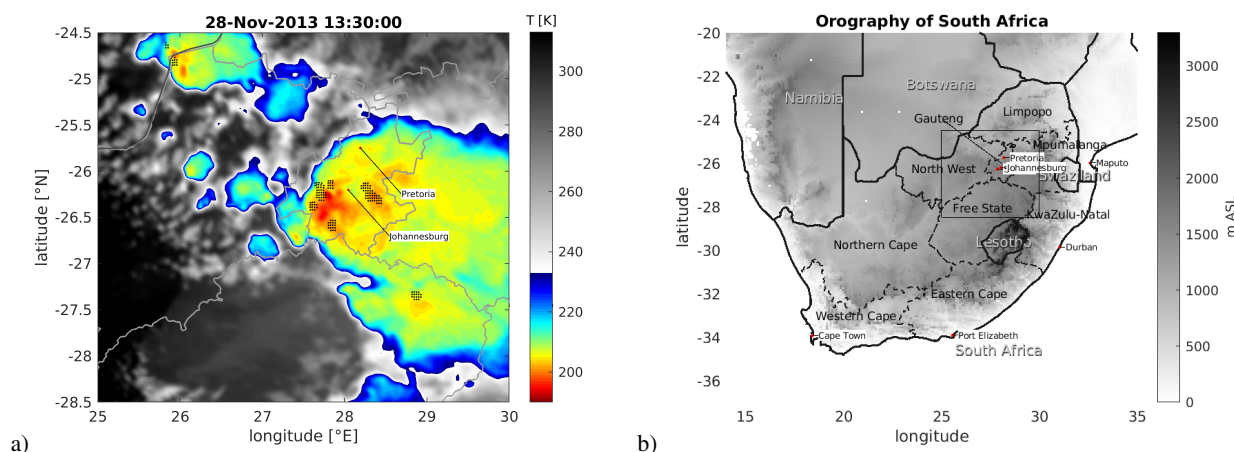 28-Nov-2013 13:30:00
T [K]
-24.5
-25
-25.5
-26
-26.5
-27
-27.5
-28
-28.5
latitude [°N]
25
26
27
28
29
30
longitude [°E]
Pretoria
Johannesburg
300
280
260
240
220
200
a)
Orography of South Africa
-20
-22
-24
-26
-28
-30
-32
-34
-36
latitude
15
20
25
30
35
longitude
Namibia
Botswana
Limpopo
Gauteng
Mpumalanga
Pretoria
Maputo
Johannesburg
North West
Swaziland
Free State
KwaZulu-Natal
Northern Cape
Lesotho
Durban
Eastern Cape
Western Cape
Cape Town
Port Elizabeth
South Africa
3000
2500
2000
1500
1000
500
0
m ASL
b)